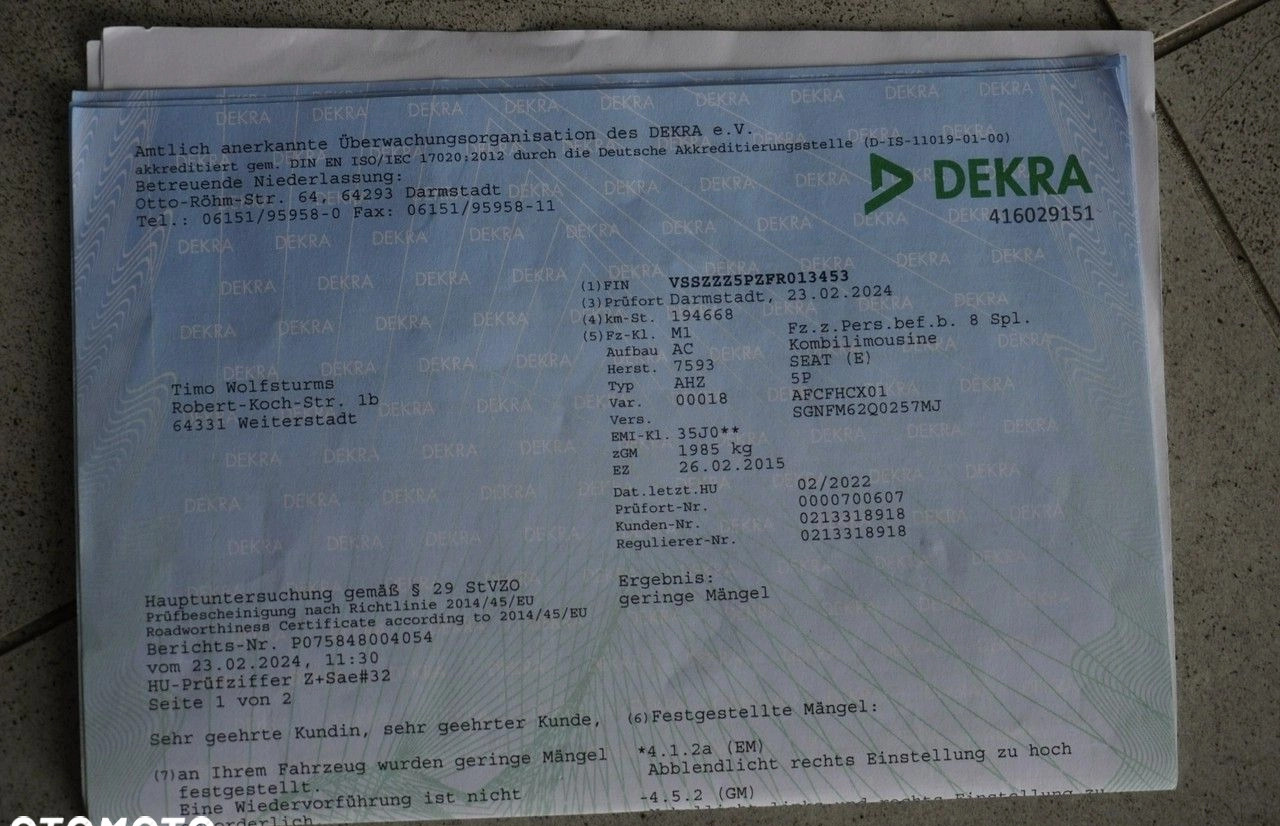 Amtlich anerkannte Überwachungsorganisation des DEKRA e.V.
akkreditiert gem. DIN EN ISO/IEC 17020:2012 durch die Deutsche Akkreditierungsstelle (D-IS-11019-01-00)
Betreuende Niederlassung:
Otto-Röhm-Str. 64, 64293 Darmstadt
Tel.: 06151/95958-0 Fax: 06151/95958-11
DEKRA
416029151
(1)FIN VSSZZZ5PZFR013453
(3)Prüfort Darmstadt, 23.02.2024
(4)km-St. 194668
(5)Fz-Kl. M1 Fz.z.Pers.bef.b. 8 Spl.
Aufbau AC Kombilimousine
Herst. 7593 SEAT (E)
Typ AHZ 5P
Var. 00018 AFCFHCX01
Vers. SGNFM62Q0257MJ
EMI-Kl. 35J0**
zGM 1985 kg
EZ 26.02.2015
Dat.letzt.HU 02/2022
Prüfort-Nr. 0000700607
Kunden-Nr. 0213318918
Regulierer-Nr. 0213318918
Timo Wolfsturms
Robert-Koch-Str. 1b
64331 Weiterstadt
Hauptuntersuchung gemäß § 29 StVZO
Prüfbescheinigung nach Richtlinie 2014/45/EU
Roadworthiness Certificate according to 2014/45/EU
Berichts-Nr. P075848004054
vom 23.02.2024, 11:30
HU-Prüfziffer Z+Sae#32
Seite 1 von 2
Ergebnis:
geringe Mängel
Sehr geehrte Kundin, sehr geehrter Kunde,
(7)an Ihrem Fahrzeug wurden geringe Mängel
festgestellt.
Eine Wiedervorführung ist nicht
(6)Festgestellte Mängel:
*4.1.2a (EM)
Abblendlicht rechts Einstellung zu hoch
-4.5.2 (GM)
rechts Einstellung zu
OTOMOTO